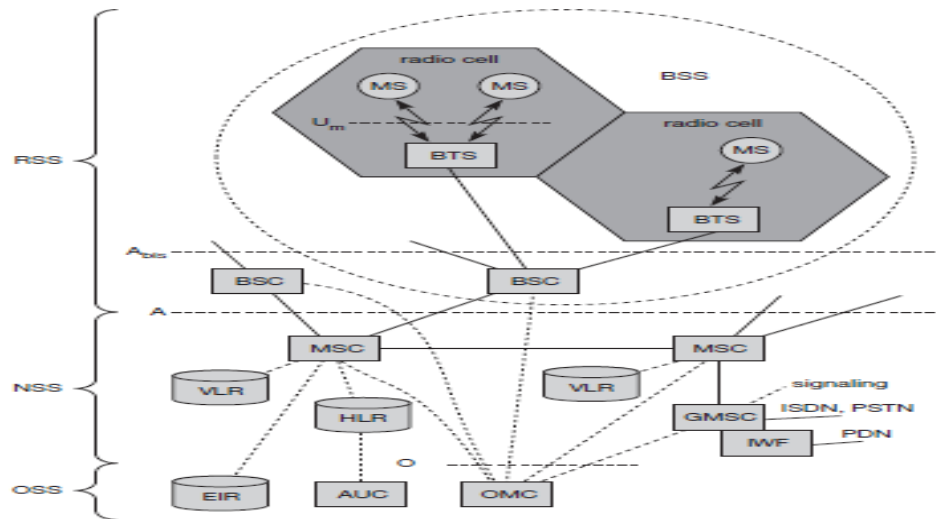 radio cell
BSS
MS
MS
Um
radio cell
RSS
BTS
MS
BTS
Abis
BSC
BSC
A
MSC
MSC
NSS
VLR
VLR
signaling
HLR
GMSC
ISDN, PSTN
IWF
PDN
O
OSS
EIR
AUC
OMC